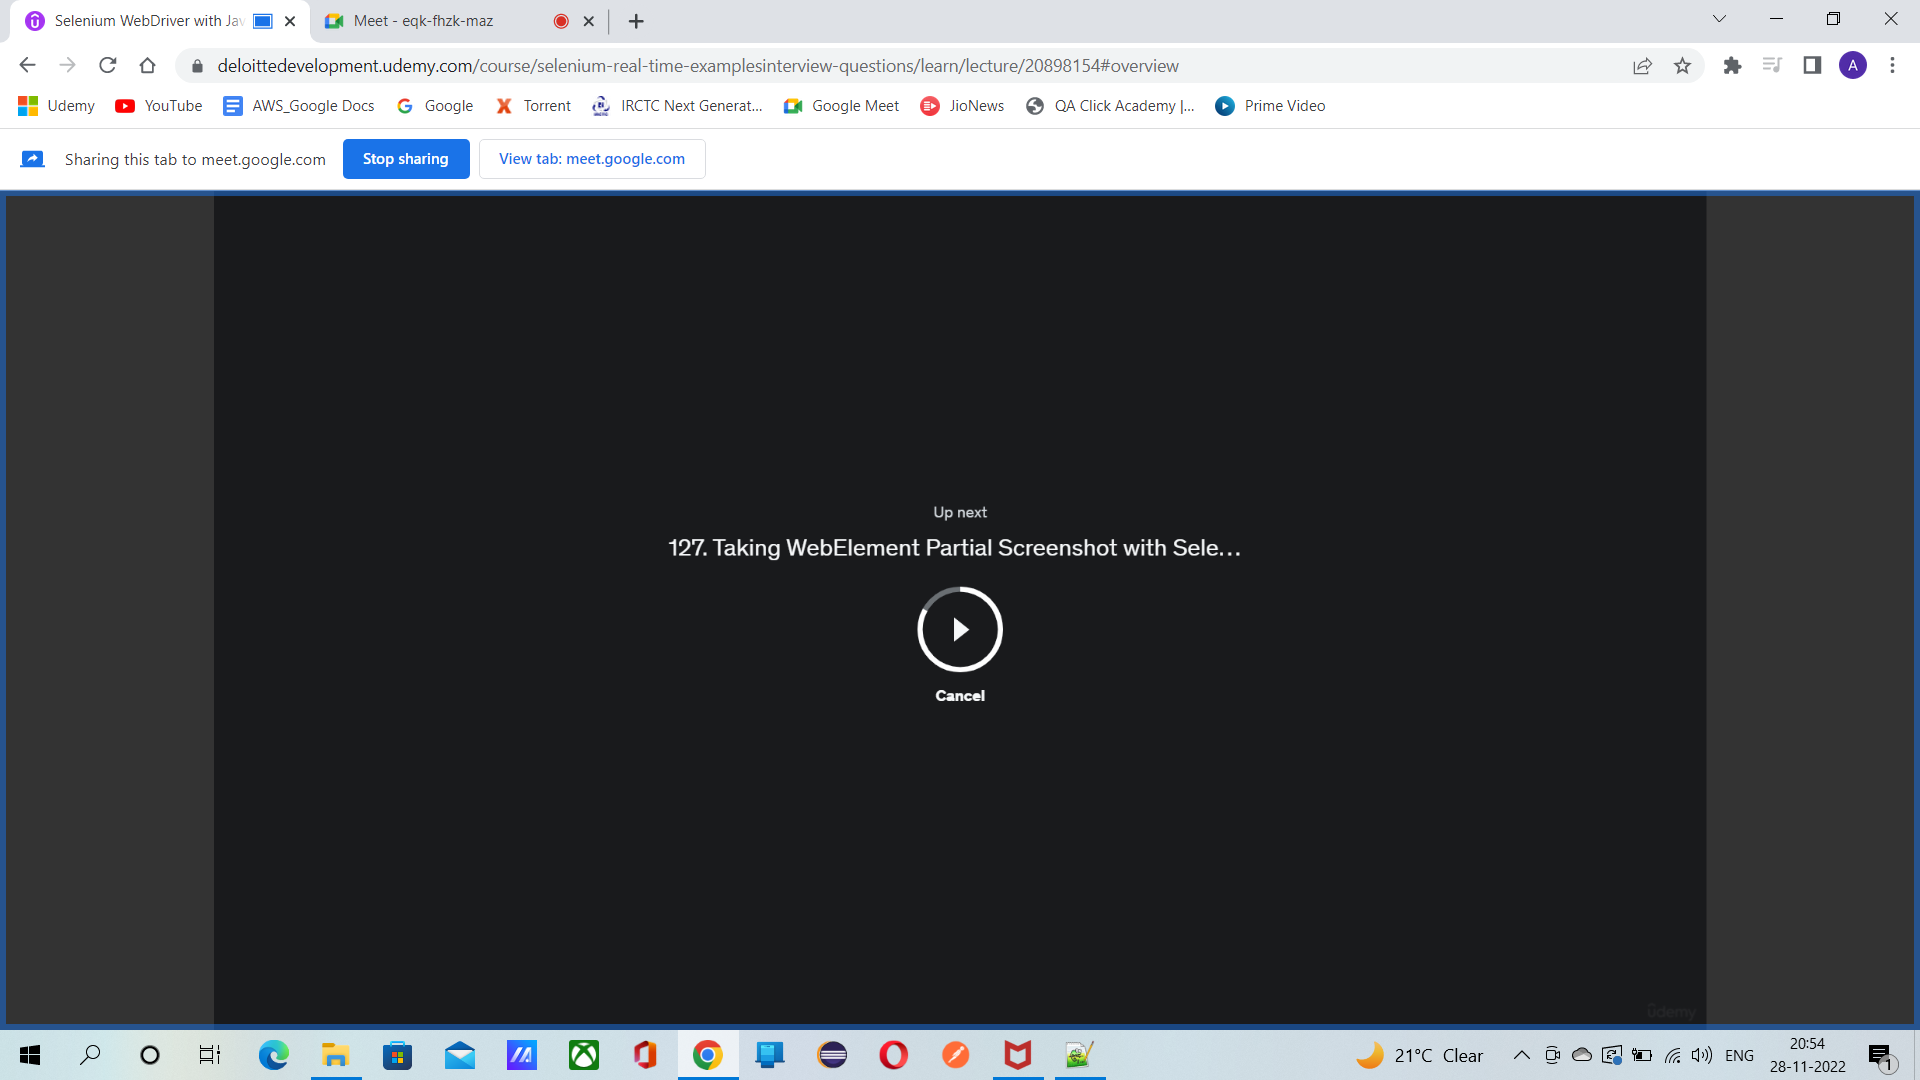 Selenium WebDriver with Jav
Meet - eqk-fhzk-maz
deloittedevelopment.udemy.com/course/selenium-real-time-examplesinterview-questions/learn/lecture/20898154#overview
A
Udemy YouTube AWS_Google Docs Google Torrent IRCTC Next Generat... Google Meet JioNews QA Click Academy |... Prime Video
Sharing this tab to meet.google.com Stop sharing View tab: meet.google.com
Up next
127. Taking WebElement Partial Screenshot with Sele...
Cancel
udemy
21°C Clear ENG
20:54
28-11-2022
1